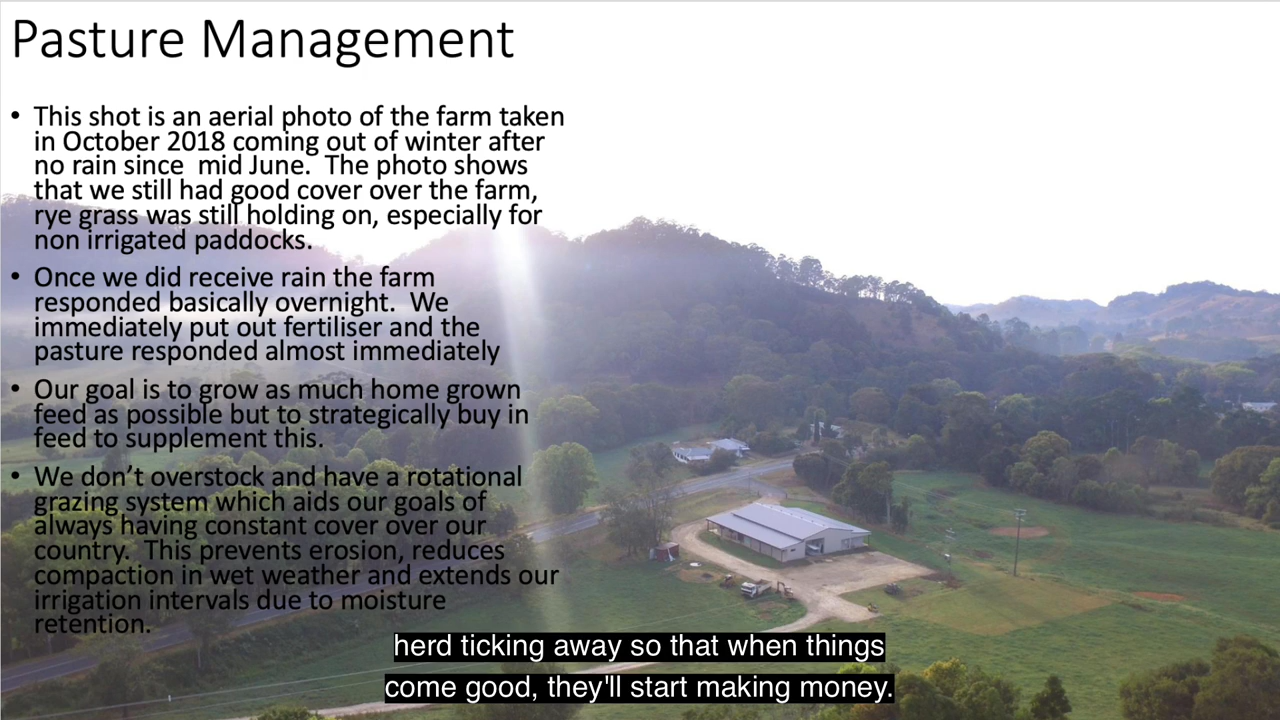 Pasture Management
• This shot is an aerial photo of the farm taken
in October 2018 coming out of winter after
no rain since  mid June.  The photo shows
that we still had good cover over the farm,
rye grass was still holding on, especially for
non irrigated paddocks.
• Once we did receive rain the farm
responded basically overnight.  We
immediately put out fertiliser and the
pasture responded almost immediately
• Our goal is to grow as much home grown
feed as possible but to strategically buy in
feed to supplement this.
• We don’t overstock and have a rotational
grazing system which aids our goals of
always having constant cover over our
country.  This prevents erosion, reduces
compaction in wet weather and extends our
irrigation intervals due to moisture
retention.
herd ticking away so that when things
come good, they'll start making money.